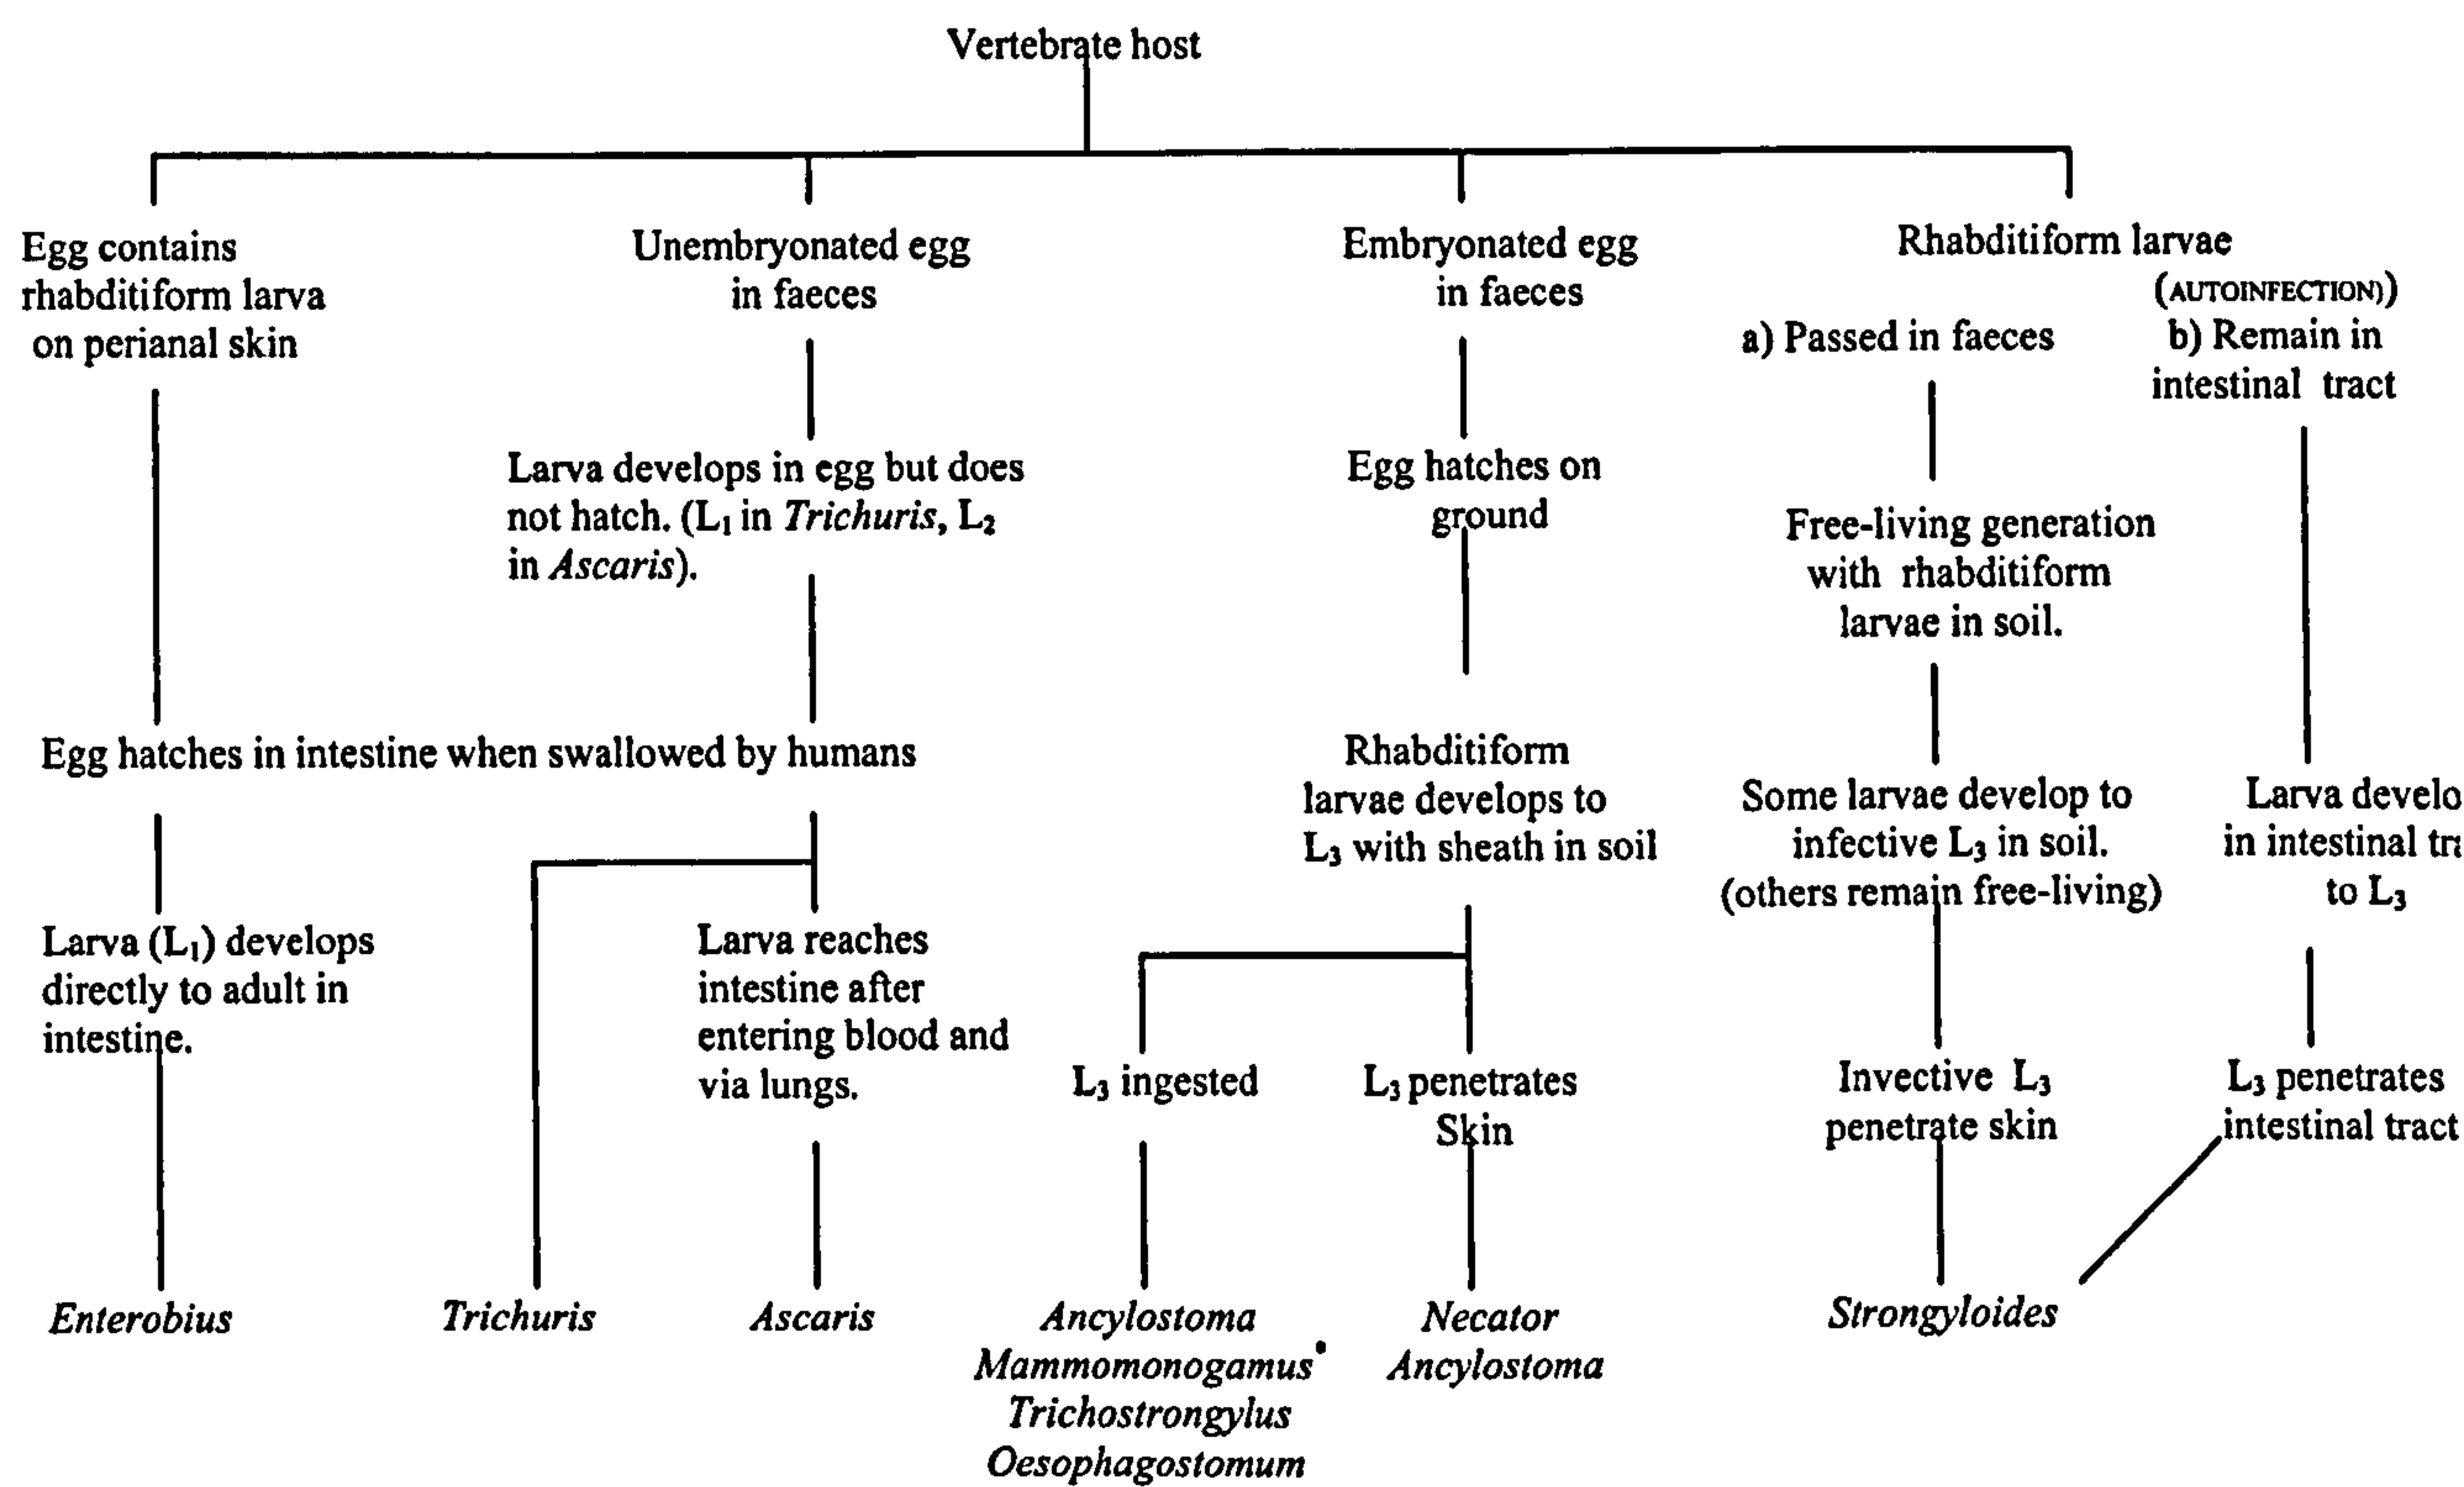 Vertebrate host
Egg contains
rhabditiform larva
on perianal skin
Unembryonated egg
in faeces
Embryonated egg
in faeces
Rhabditiform larvae
(AUTOINFECTION))
a) Passed in faeces
b) Remain in
intestinal tract
Larva develops in egg but does
not hatch. (L₁ in Trichuris, L₂
in Ascaris).
Egg hatches on
ground
Free-living generation
with rhabditiform
larvae in soil.
Egg hatches in intestine when swallowed by humans
Rhabditiform
larvae develops to
L₃ with sheath in soil
Some larvae develop to
infective L₃ in soil.
(others remain free-living)
Larva develo
in intestinal tr
to L₃
Larva (L₁) develops
directly to adult in
intestine.
Larva reaches
intestine after
entering blood and
via lungs.
L₃ ingested
L₃ penetrates
Skin
Invective L₃
penetrate skin
L₃ penetrates
intestinal tract
Enterobius
Trichuris
Ascaris
Ancylostoma
Mammomonogamus•
Trichostrongylus
Oesophagostomum
Necator
Ancylostoma
Strongyloides